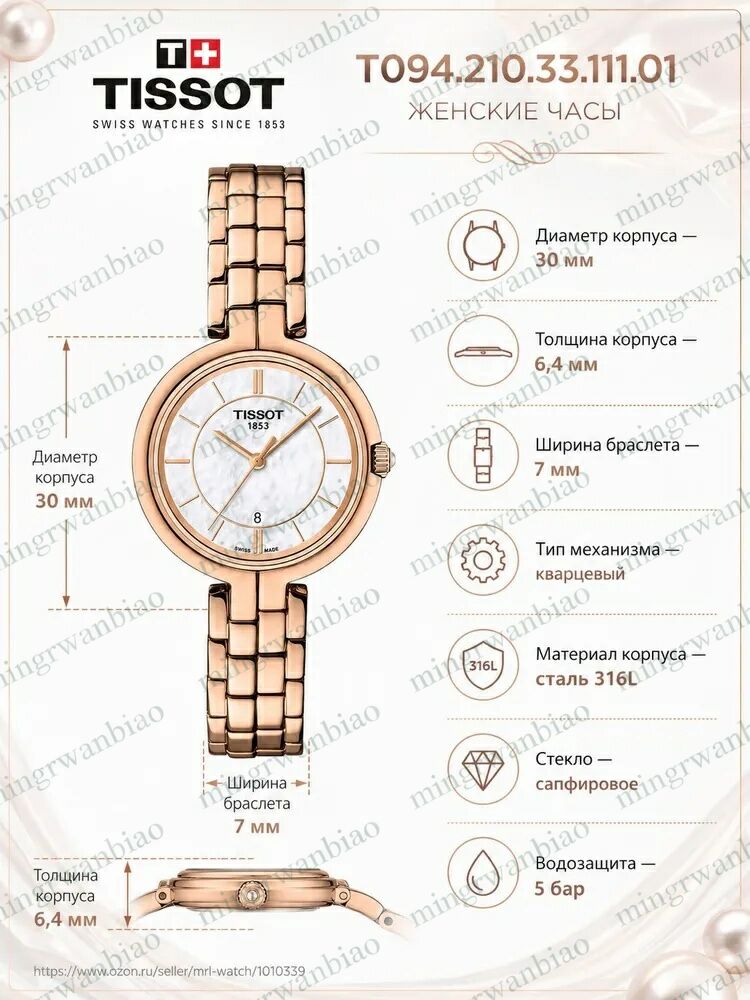 TISSOT
SWISS WATCHES SINCE 1853
T094.210.33.111.01
ЖЕНСКИЕ ЧАСЫ
TISSOT
1853
8
SWISS MADE
Диаметр
корпуса
30 мм
Ширина
браслета
7 мм
Толщина
корпуса
6,4 мм
Диаметр корпуса —
30 мм
Толщина корпуса —
6,4 мм
Ширина браслета —
7 мм
Тип механизма —
кварцевый
316L
Материал корпуса —
сталь 316L
Стекло —
сапфировое
Водозащита —
5 бар
https://www.ozon.ru/seller/mrl-watch/1010339
mingrwanbiao